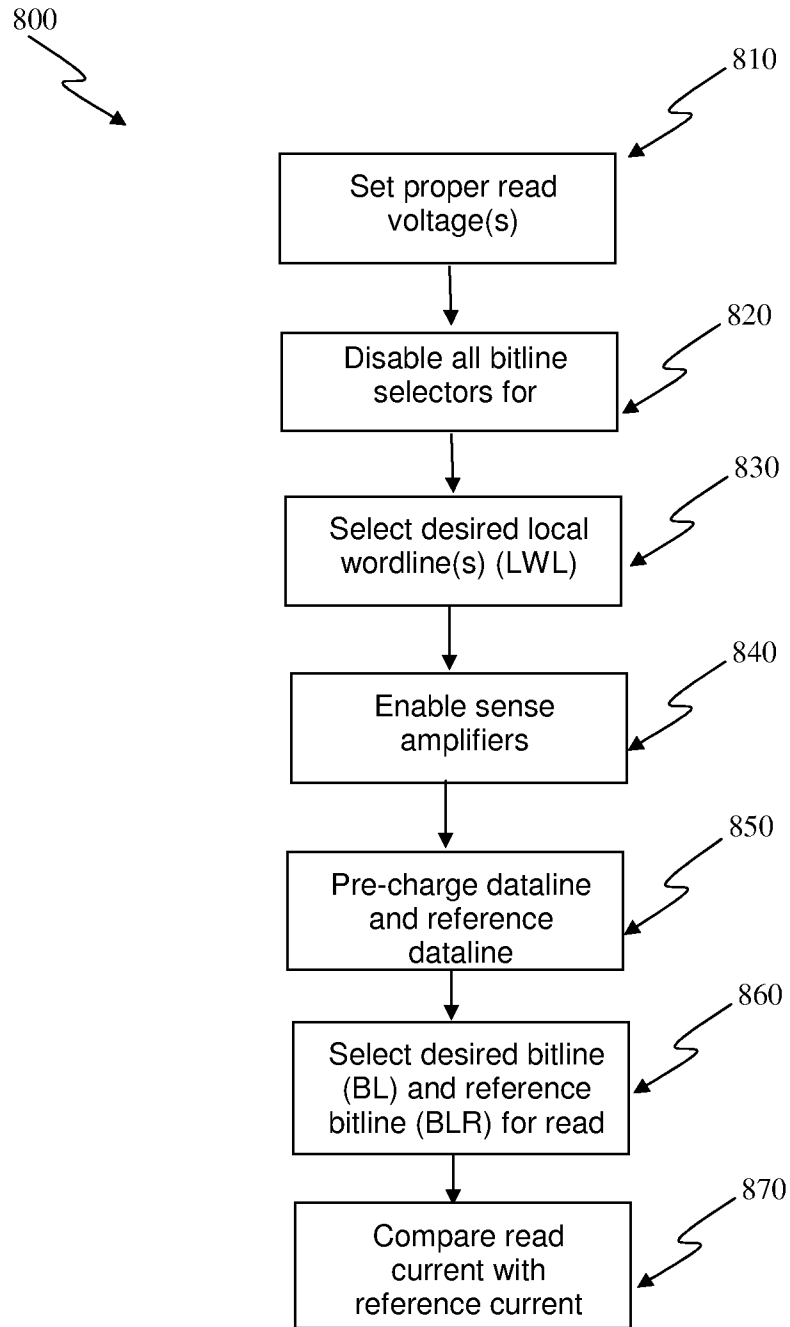 800
810
Set proper read
voltage(s)
820
Disable all bitline
selectors for
830
Select desired local
wordline(s) (LWL)
840
Enable sense
amplifiers
850
Pre-charge dataline
and reference
dataline
860
Select desired bitline
(BL) and reference
bitline (BLR) for read
870
Compare read
current with
reference current